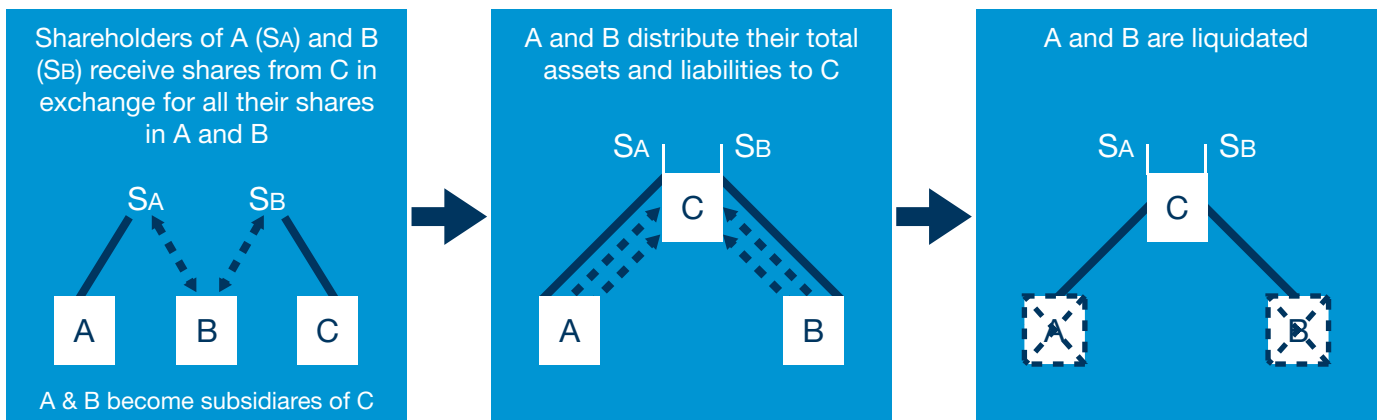 Shareholders of A (SA) and B
(SB) receive shares from C in
exchange for all their shares
in A and B
SA SB
A B C
A & B become subsidiares of C
A and B distribute their total
assets and liabilities to C
SA SB
C
A B
A and B are liquidated
SA SB
C
A B